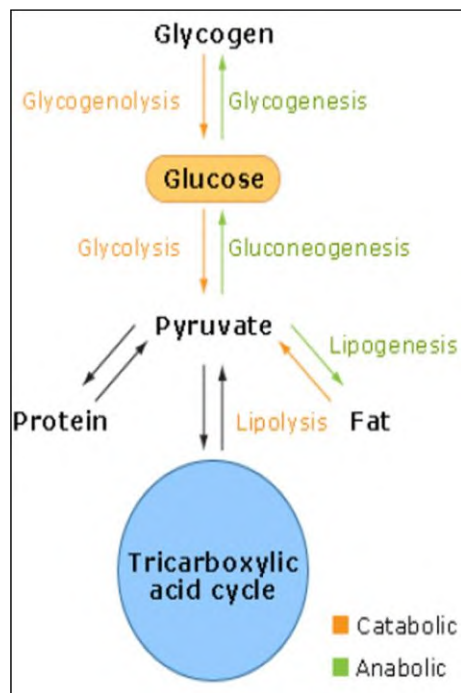 Glycogen
Glycogenolysis Glycogenesis
Glucose
Glycolysis Gluconeogenesis
Pyruvate
Lipogenesis
Protein Lipolysis Fat
Tricarboxylic
acid cycle
Catabolic
Anabolic